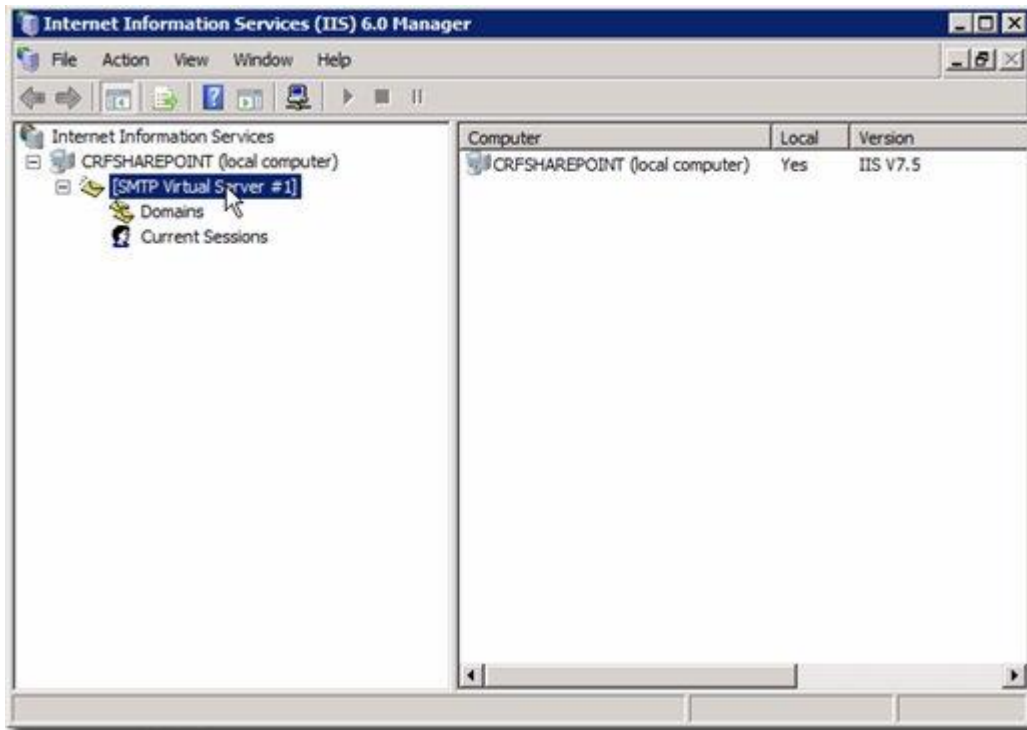 Internet Information Services (IIS) 6.0 Manager
File Action View Window Help
Internet Information Services
CRFSHAREPOINT (local computer)
[SMTP Virtual Server #1]
Domains
Current Sessions
Computer Local Version
CRFSHAREPOINT (local computer) Yes IIS V7.5